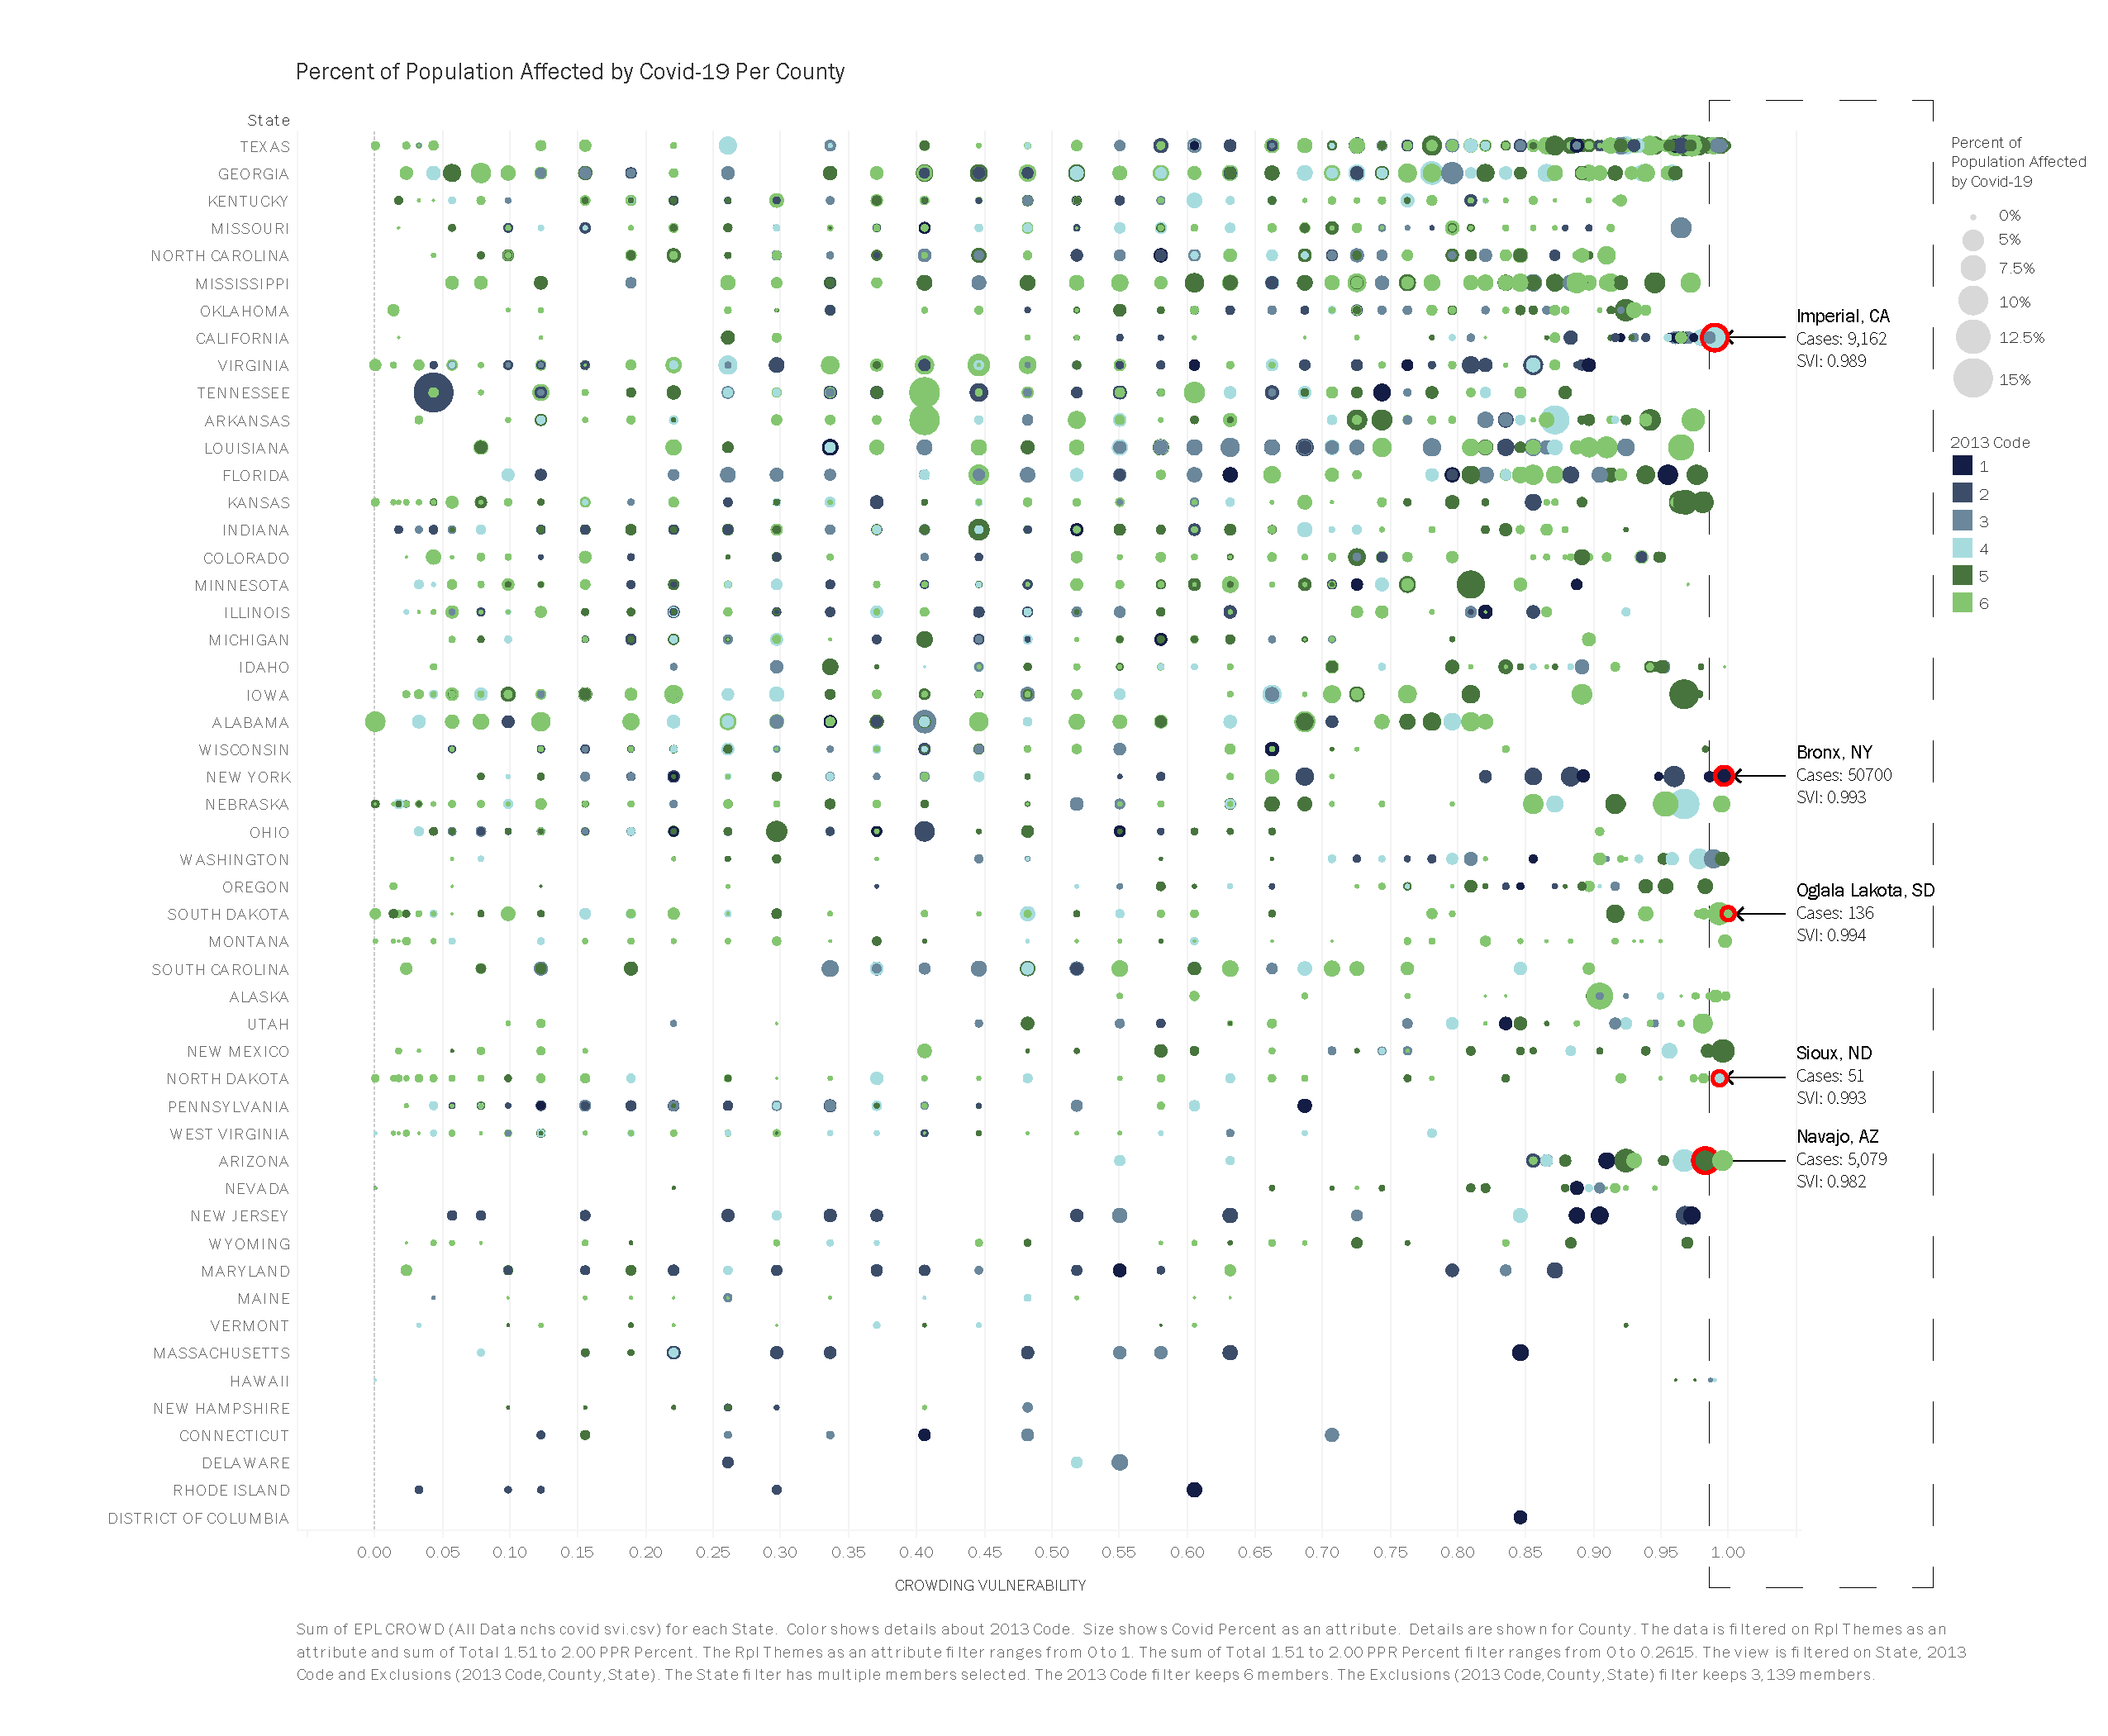 Percent of Population Affected by Covid-19 Per County
State
TEXAS
GEORGIA
KENTUCKY
MISSOURI
NORTH CAROLINA
MISSISSIPPI
OKLAHOMA
CALIFORNIA
VIRGINIA
TENNESSEE
ARKANSAS
LOUISIANA
FLORIDA
KANSAS
INDIANA
COLORADO
MINNESOTA
ILLINOIS
MICHIGAN
IDAHO
IOWA
ALABAMA
WISCONSIN
NEW YORK
NEBRASKA
OHIO
WASHINGTON
OREGON
SOUTH DAKOTA
MONTANA
SOUTH CAROLINA
ALASKA
UTAH
NEW MEXICO
NORTH DAKOTA
PENNSYLVANIA
WEST VIRGINIA
ARIZONA
NEVADA
NEW JERSEY
WYOMING
MARYLAND
MAINE
VERMONT
MASSACHUSETTS
HAWAII
NEW HAMPSHIRE
CONNECTICUT
DELAWARE
RHODE ISLAND
DISTRICT OF COLUMBIA
0.00 0.05 0.10 0.15 0.20 0.25 0.30 0.35 0.40 0.45 0.50 0.55 0.60 0.65 0.70 0.75 0.80 0.85 0.90 0.95 1.00
CROWDING VULNERABILITY
Imperial, CA
Cases: 9,162
SVI: 0.989
Bronx, NY
Cases: 50700
SVI: 0.993
Oglala Lakota, SD
Cases: 136
SVI: 0.994
Sioux, ND
Cases: 51
SVI: 0.993
Navajo, AZ
Cases: 5,079
SVI: 0.982
Percent of
Population Affected
by Covid-19
0%
5%
7.5%
10%
12.5%
15%
2013 Code
1
2
3
4
5
6
Sum of EPL CROWD (All Data nchs covid svi.csv) for each State. Color shows details about 2013 Code. Size shows Covid Percent as an attribute. Details are shown for County. The data is filtered on Rpl Themes as an
attribute and sum of Total 1.51 to 2.00 PPR Percent. The Rpl Themes as an attribute filter ranges from 0 to 1. The sum of Total 1.51 to 2.00 PPR Percent filter ranges from 0 to 0.2615. The view is filtered on State, 2013
Code and Exclusions (2013 Code,County,State). The State filter has multiple members selected. The 2013 Code filter keeps 6 members. The Exclusions (2013 Code,County,State) filter keeps 3,139 members.